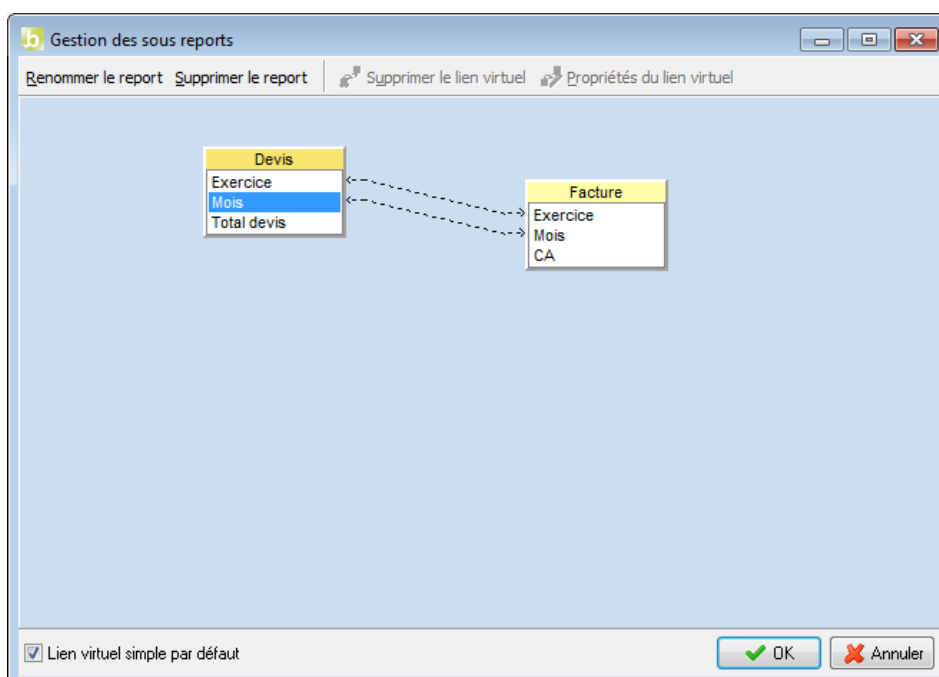 Gestion des sous reports
Renommer le report Supprimer le report Supprimer le lien virtuel Propriétés du lien virtuel
Devis
Exercice
Mois
Total devis
Facture
Exercice
Mois
CA
Lien virtuel simple par défaut
OK Annuler